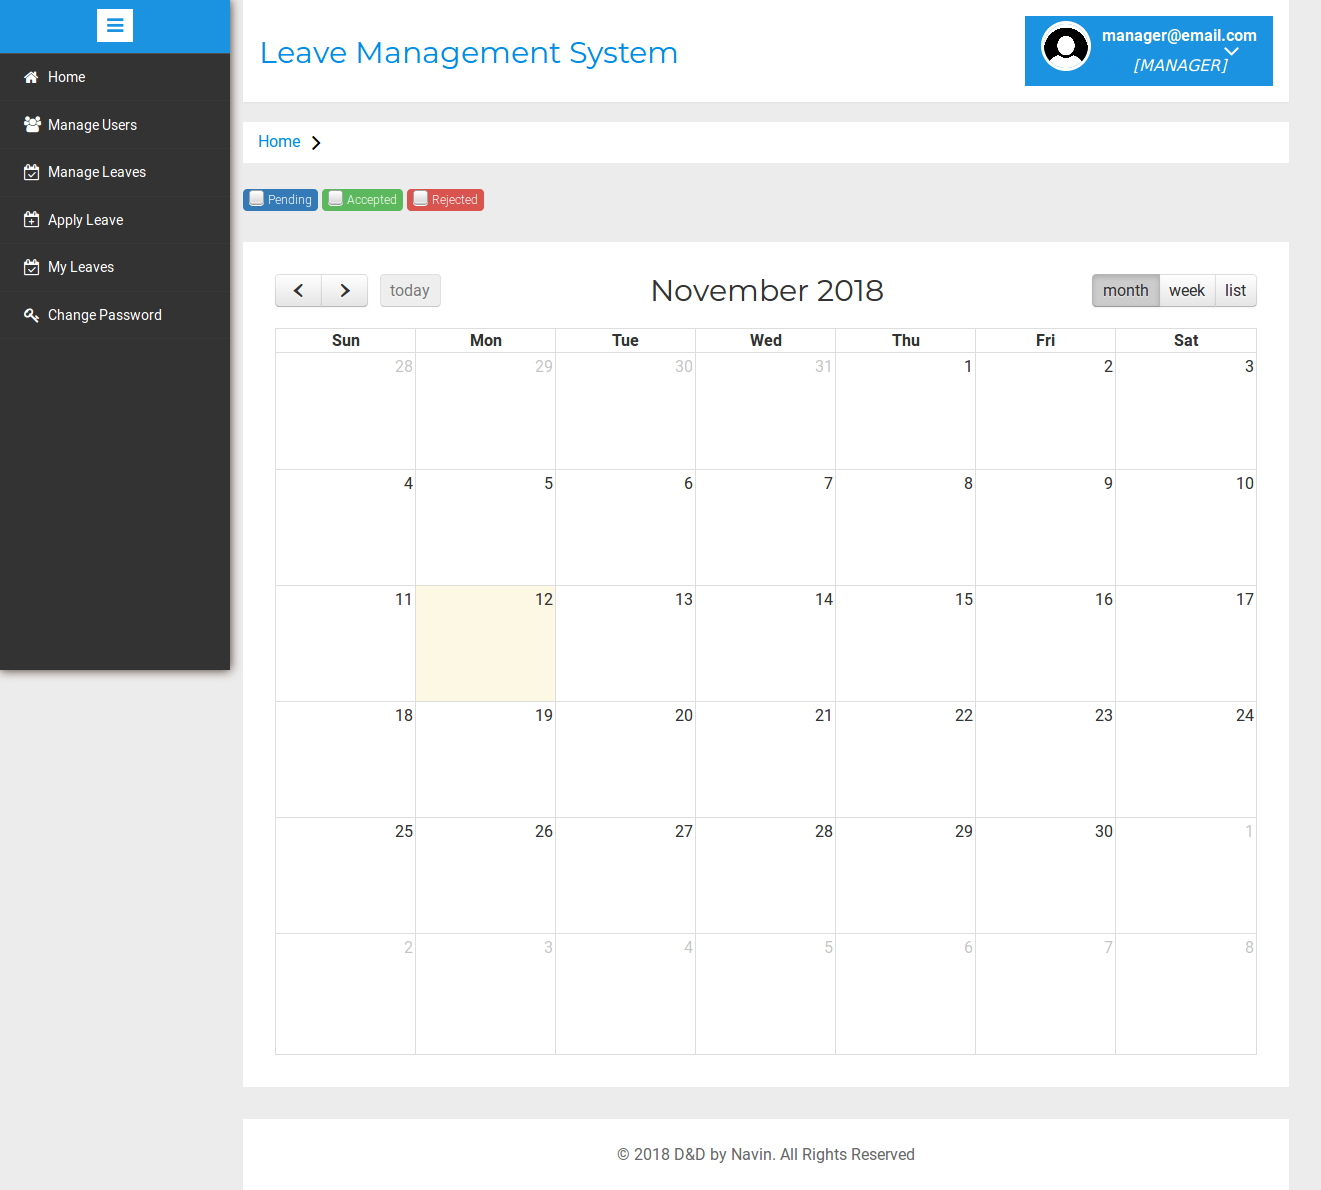 Home
Manage Users
Manage Leaves
Apply Leave
My Leaves
Change Password
Leave Management System
manager@email.com
[MANAGER]
Home
Pending Accepted Rejected
today November 2018 month week list
Sun Mon Tue Wed Thu Fri Sat
28 29 30 31 1 2 3
4 5 6 7 8 9 10
11 12 13 14 15 16 17
18 19 20 21 22 23 24
25 26 27 28 29 30 1
2 3 4 5 6 7 8
© 2018 D&D by Navin. All Rights Reserved